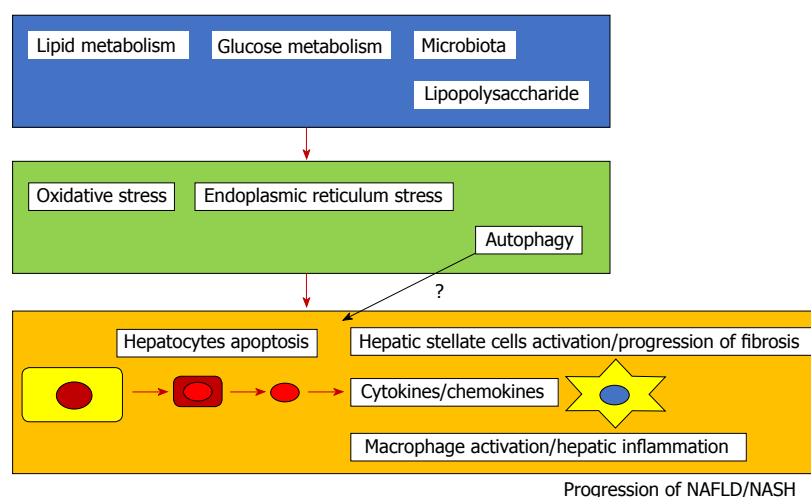 Lipid metabolism
Glucose metabolism
Microbiota
Lipopolysaccharide
Oxidative stress
Endoplasmic reticulum stress
Autophagy
?
Hepatocytes apoptosis
Hepatic stellate cells activation/progression of fibrosis
Cytokines/chemokines
Macrophage activation/hepatic inflammation
Progression of NAFLD/NASH